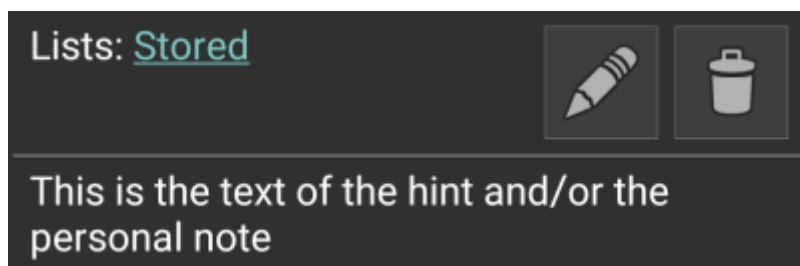 Lists: Stored
This is the text of the hint and/or the
personal note